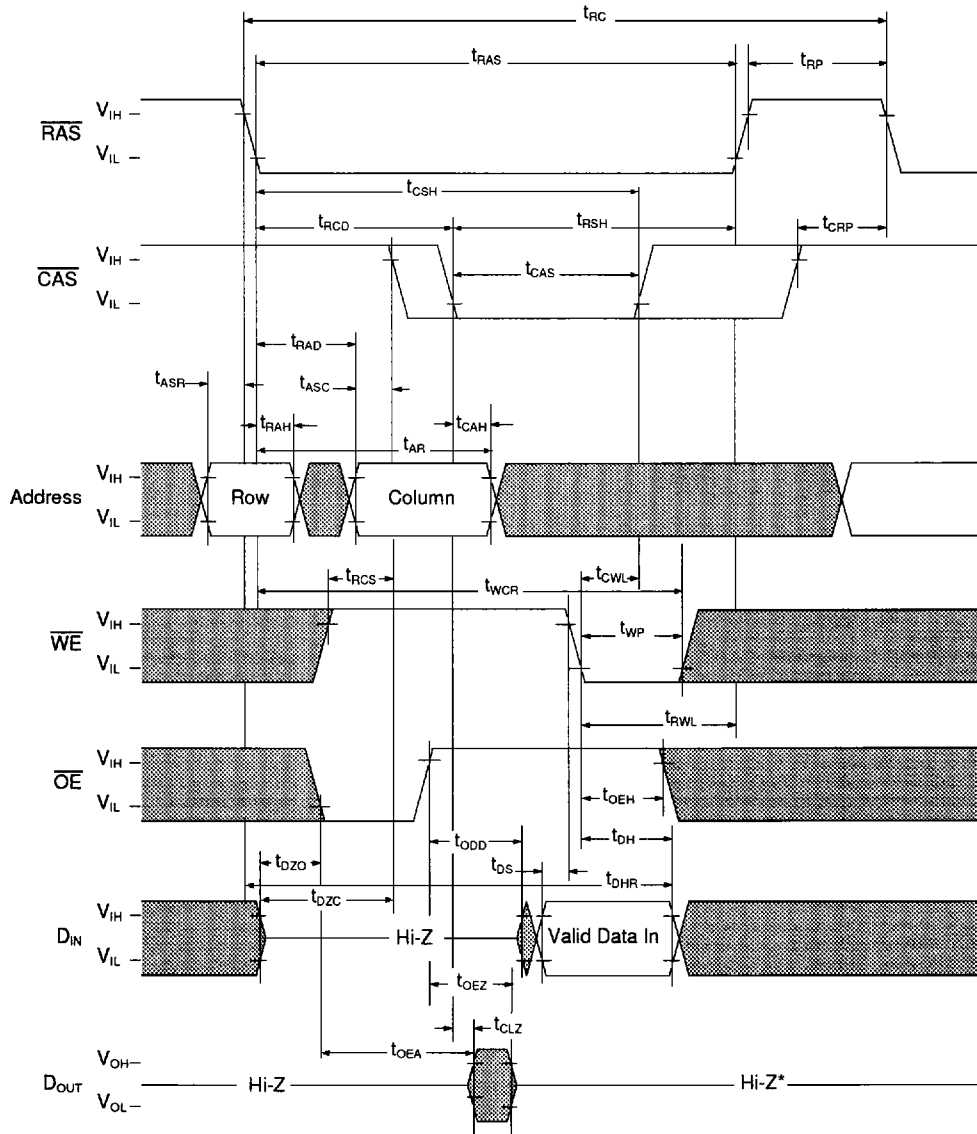 tRC
tRAS
tRP
VIH
RAS
VIL
tCSH
tRCD
tRSH
tCRP
VIH
CAS
tCAS
VIL
tRAD
tASR
tASC
tRAH
tCAH
tAR
VIH
Address
Row
Column
VIL
tRCS
tCWL
tWCR
VIH
WE
tWP
VIL
tRWL
VIH
OE
VIL
tOEH
tODD
tDH
tDZO
tDS
tDHR
tDZC
VIH
DIN
Hi-Z
Valid Data In
VIL
tOEZ
tCLZ
tOEA
VOH
DOUT
Hi-Z
Hi-Z*
VOL